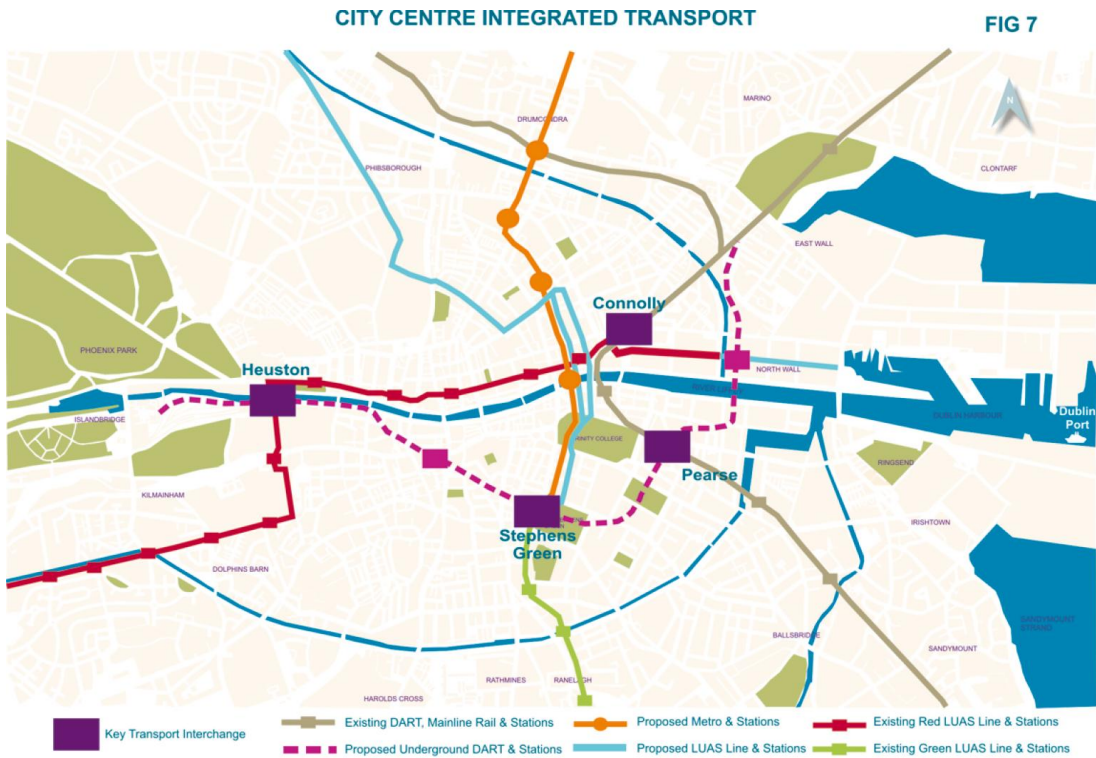 CITY CENTRE INTEGRATED TRANSPORT
FIG 7
N
MARINO
DRUMCONDRA
PHIBSBOROUGH
CLONTARF
EAST WALL
Connolly
PHOENIX PARK
Heuston
NORTH WALL
ISLANDBRIDGE
DUBLIN HARBOUR
Dublin
Port
TRINITY COLLEGE
Pearse
RINGSEND
KILMAINHAM
Stephens
Green
IRISHTOWN
DOLPHINS BARN
SANDYMOUNT
STRAND
BALLSBRIDGE
SANDYMOUNT
RATHMINES
RANELAGH
HAROLDS CROSS
Key Transport Interchange
Existing DART, Mainline Rail & Stations
Proposed Metro & Stations
Existing Red LUAS Line & Stations
Proposed Underground DART & Stations
Proposed LUAS Line & Stations
Existing Green LUAS Line & Stations